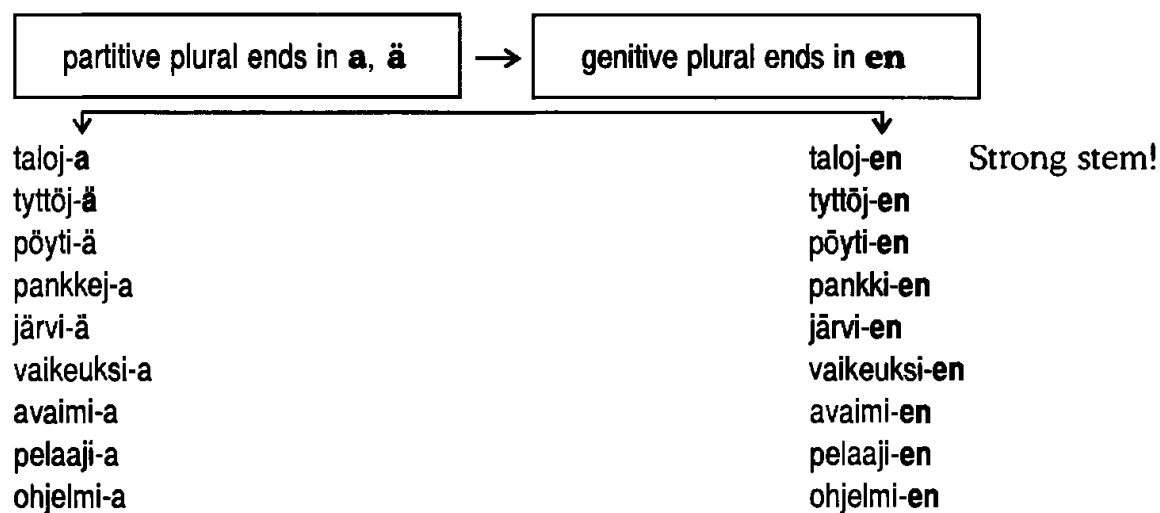 partitive plural ends in a, ä → genitive plural ends in en
taloj-a taloj-en Strong stem!
tyttöj-ä tyttöj-en
pöyti-ä pöyti-en
pankkej-a pankki-en
järvi-ä järvi-en
vaikeuksi-a vaikeuksi-en
avaimi-a avaimi-en
pelaaji-a pelaaji-en
ohjelmi-a ohjelmi-en